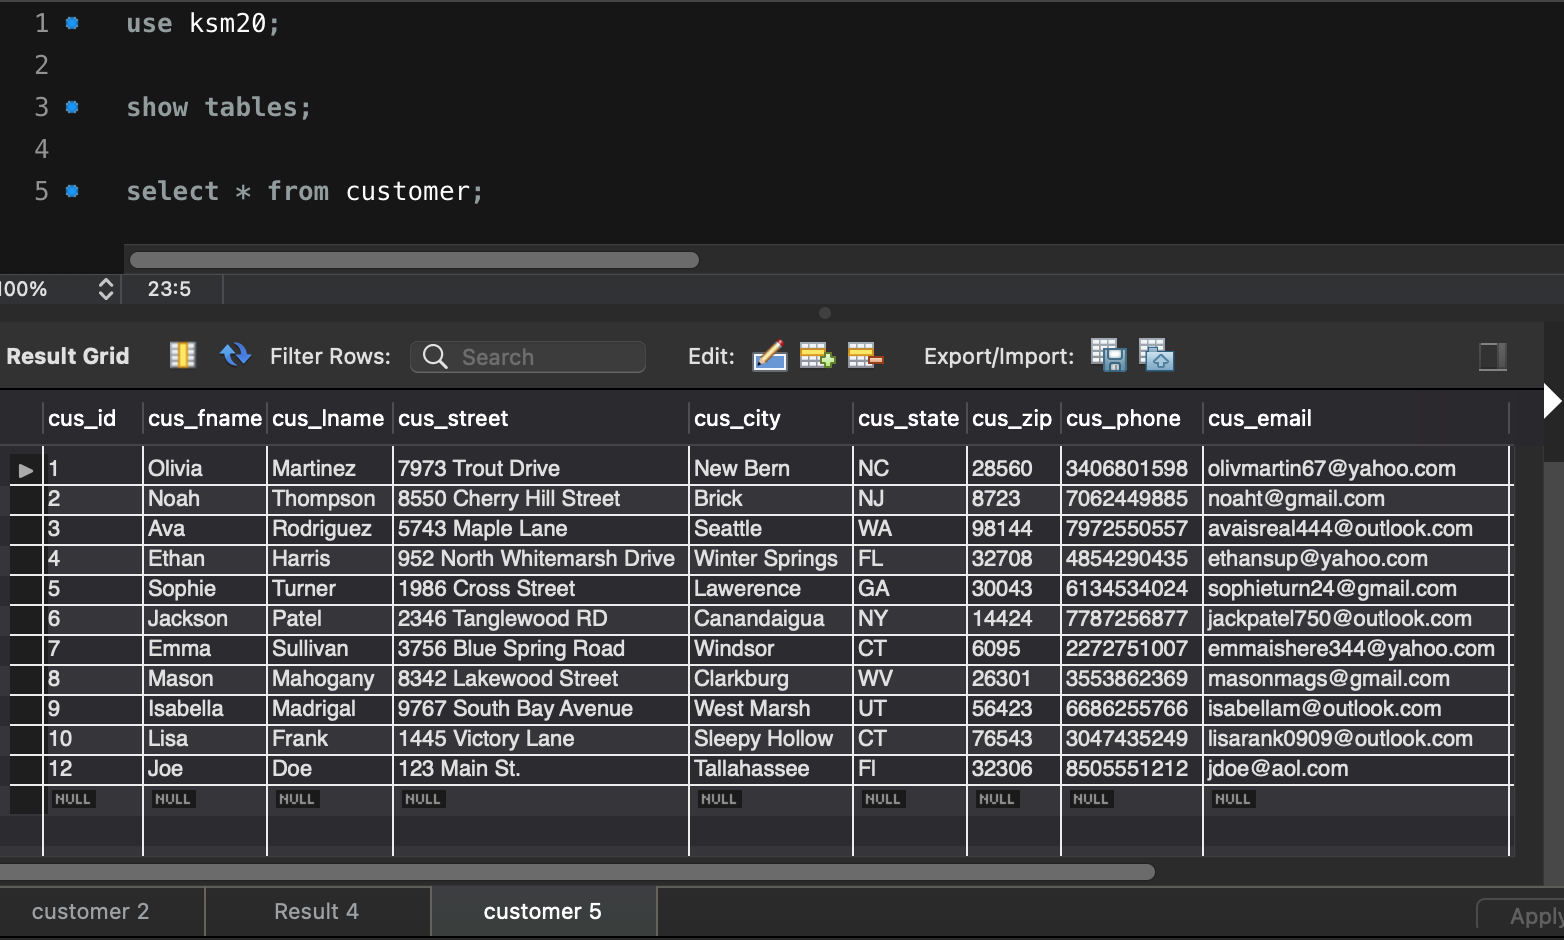 1 use ksm20;
2
3 show tables;
4
5 select * from customer;
100% 23:5
Result Grid Filter Rows: Search Edit: Export/Import:
cus_id cus_fname cus_lname cus_street cus_city cus_state cus_zip cus_phone cus_email
1 Olivia Martinez 7973 Trout Drive New Bern NC 28560 3406801598 olivmartin67@yahoo.com
2 Noah Thompson 8550 Cherry Hill Street Brick NJ 8723 7062449885 noaht@gmail.com
3 Ava Rodriguez 5743 Maple Lane Seattle WA 98144 7972550557 avaisreal444@outlook.com
4 Ethan Harris 952 North Whitemarsh Drive Winter Springs FL 32708 4854290435 ethansup@yahoo.com
5 Sophie Turner 1986 Cross Street Lawerence GA 30043 6134534024 sophieturn24@gmail.com
6 Jackson Patel 2346 Tanglewood RD Canandaigua NY 14424 7787256877 jackpatel750@outlook.com
7 Emma Sullivan 3756 Blue Spring Road Windsor CT 6095 2272751007 emmaishere344@yahoo.com
8 Mason Mahogany 8342 Lakewood Street Clarkburg WV 26301 3553862369 masonmags@gmail.com
9 Isabella Madrigal 9767 South Bay Avenue West Marsh UT 56423 6686255766 isabellam@outlook.com
10 Lisa Frank 1445 Victory Lane Sleepy Hollow CT 76543 3047435249 lisarank0909@outlook.com
12 Joe Doe 123 Main St. Tallahassee Fl 32306 8505551212 jdoe@aol.com
NULL NULL NULL NULL NULL NULL NULL NULL NULL
customer 2 Result 4 customer 5 Apply